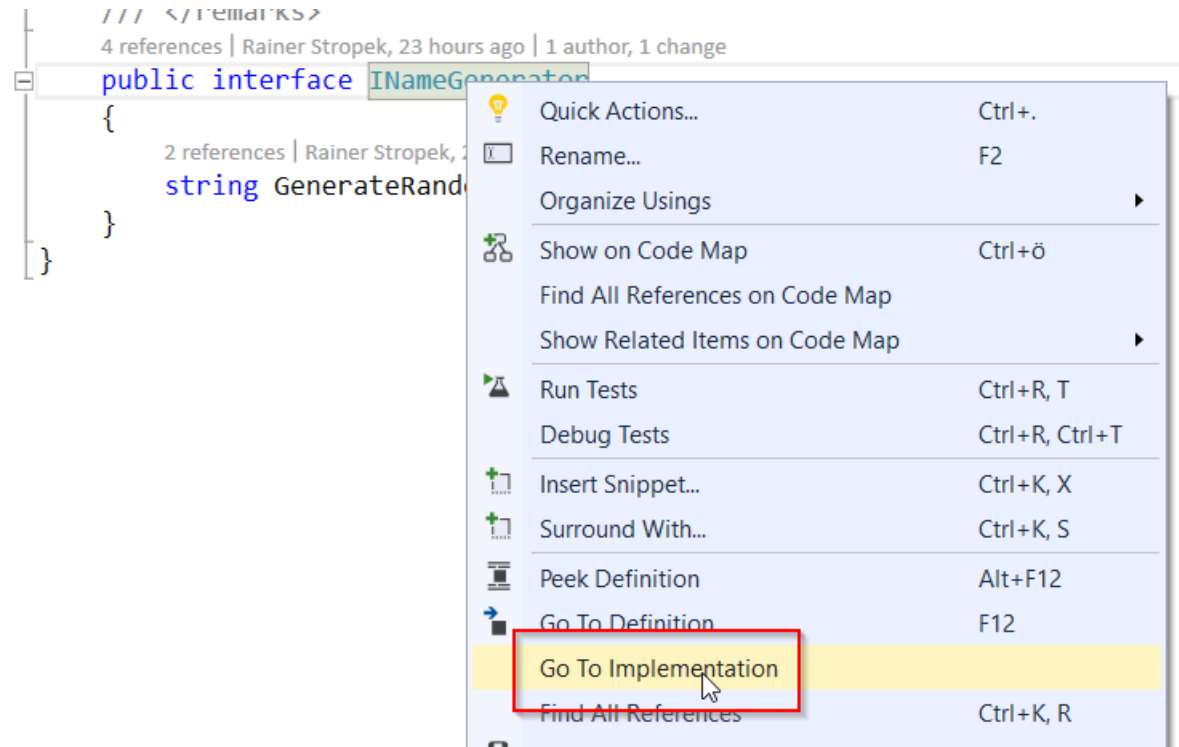 /// </remarks>
4 references | Rainer Stropek, 23 hours ago | 1 author, 1 change
public interface INameGenerator
{
2 references | Rainer Stropek,
string GenerateRand
}
}
Quick Actions... Ctrl+.
Rename... F2
Organize Usings
Show on Code Map Ctrl+ö
Find All References on Code Map
Show Related Items on Code Map
Run Tests Ctrl+R, T
Debug Tests Ctrl+R, Ctrl+T
Insert Snippet... Ctrl+K, X
Surround With... Ctrl+K, S
Peek Definition Alt+F12
Go To Definition F12
Go To Implementation
Find All References Ctrl+K, R